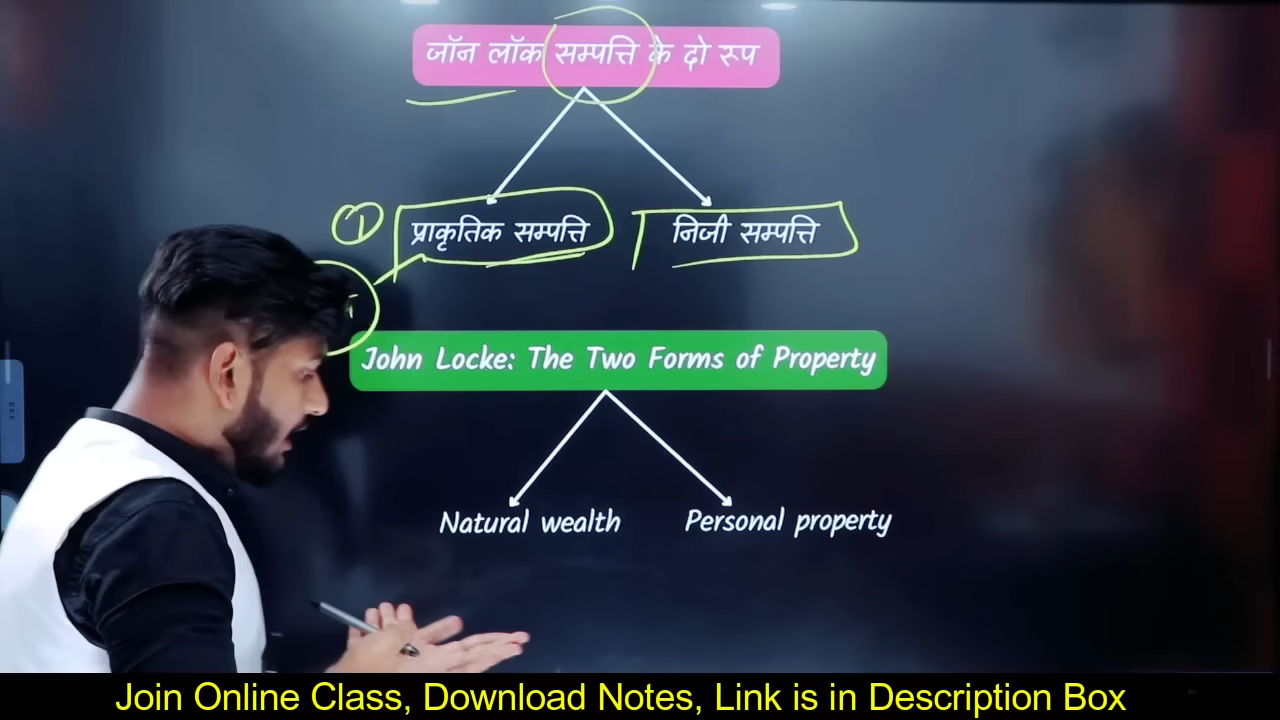 जॉन लॉक सम्पत्ति के दो रूप
1
प्राकृतिक सम्पत्ति निजी सम्पत्ति
John Locke: The Two Forms of Property
Natural wealth Personal property
Join Online Class, Download Notes, Link is in Description Box